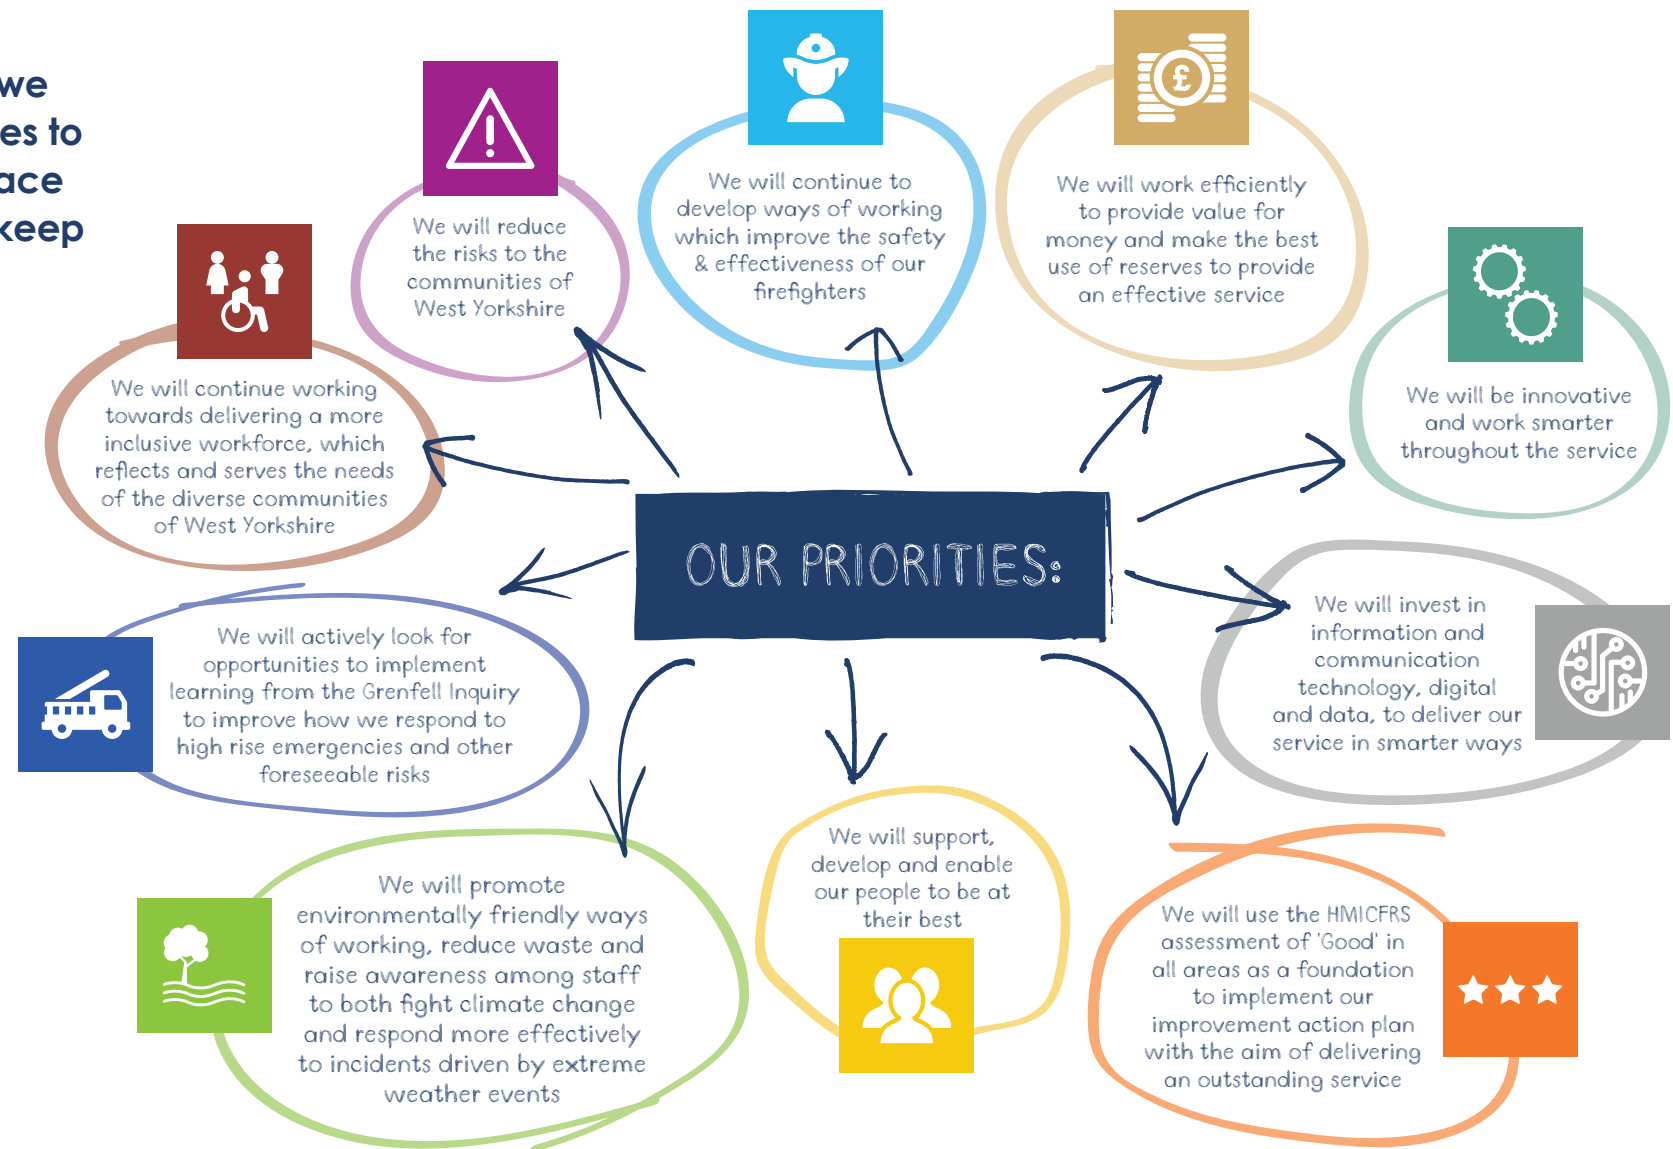 we
es to
ace
keep
We will reduce
the risks to the
communities of
West Yorkshire
We will continue to
develop ways of working
which improve the safety
& effectiveness of our
firefighters
£
We will work efficiently
to provide value for
money and make the best
use of reserves to provide
an effective service
We will be innovative
and work smarter
throughout the service
We will continue working
towards delivering a more
inclusive workforce, which
reflects and serves the needs
of the diverse communities
of West Yorkshire
OUR PRIORITIES:
We will invest in
information and
communication
technology, digital
and data, to deliver our
service in smarter ways
We will actively look for
opportunities to implement
learning from the Grenfell Inquiry
to improve how we respond to
high rise emergencies and other
foreseeable risks
We will promote
environmentally friendly ways
of working, reduce waste and
raise awareness among staff
to both fight climate change
and respond more effectively
to incidents driven by extreme
weather events
We will support,
develop and enable
our people to be at
their best
We will use the HMICFRS
assessment of 'Good' in
all areas as a foundation
to implement our
improvement action plan
with the aim of delivering
an outstanding service